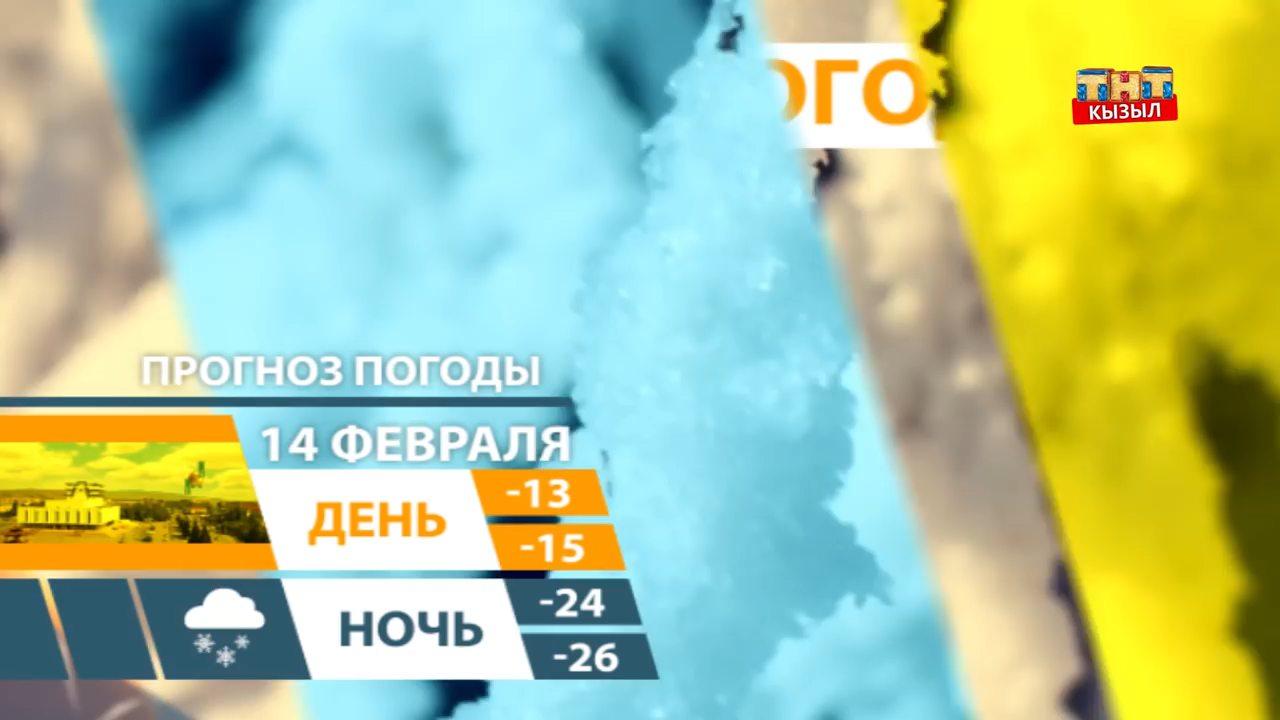 ОГО
ТНТ
КЫЗЫЛ
ПРОГНОЗ ПОГОДЫ
14 ФЕВРАЛЯ
ДЕНЬ
-13
-15
НОЧЬ
-24
-26